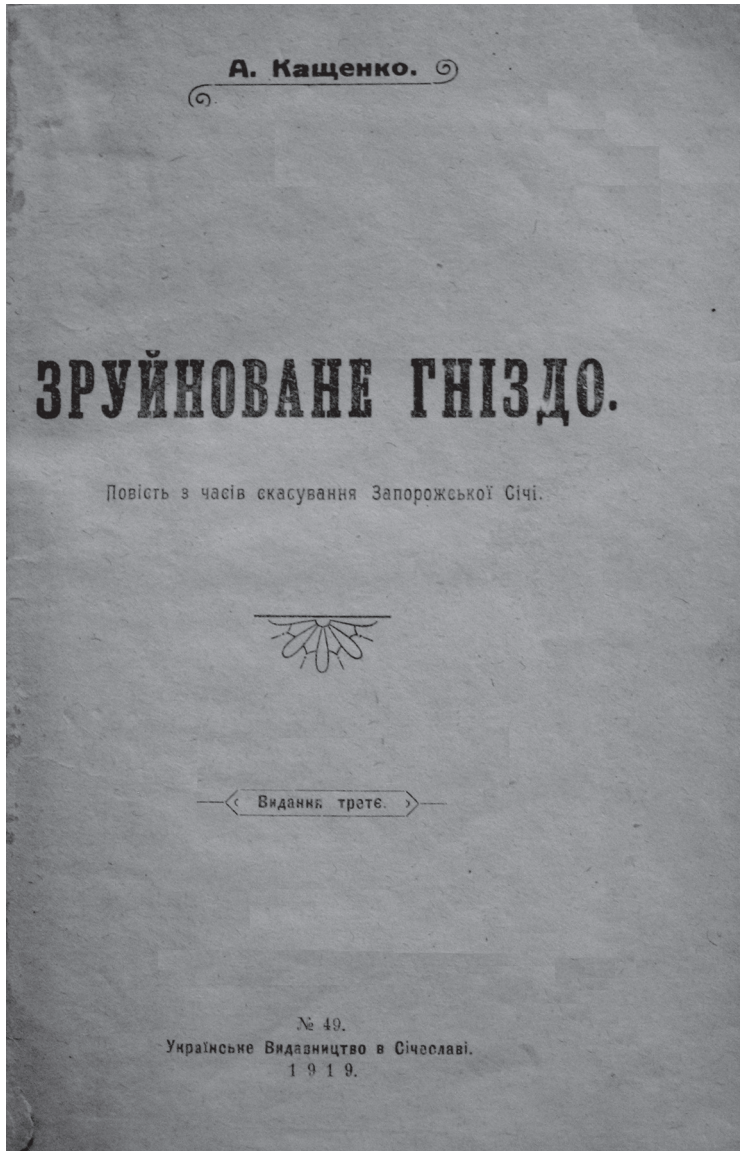 А. Кащенко.
ЗРУЙНОВАНЕ ГНІЗДО.
Повість з часів скасування Запорожської Січі.
Видання третє.
№ 49.
Українське Видавництво в Січеславі.
1919.